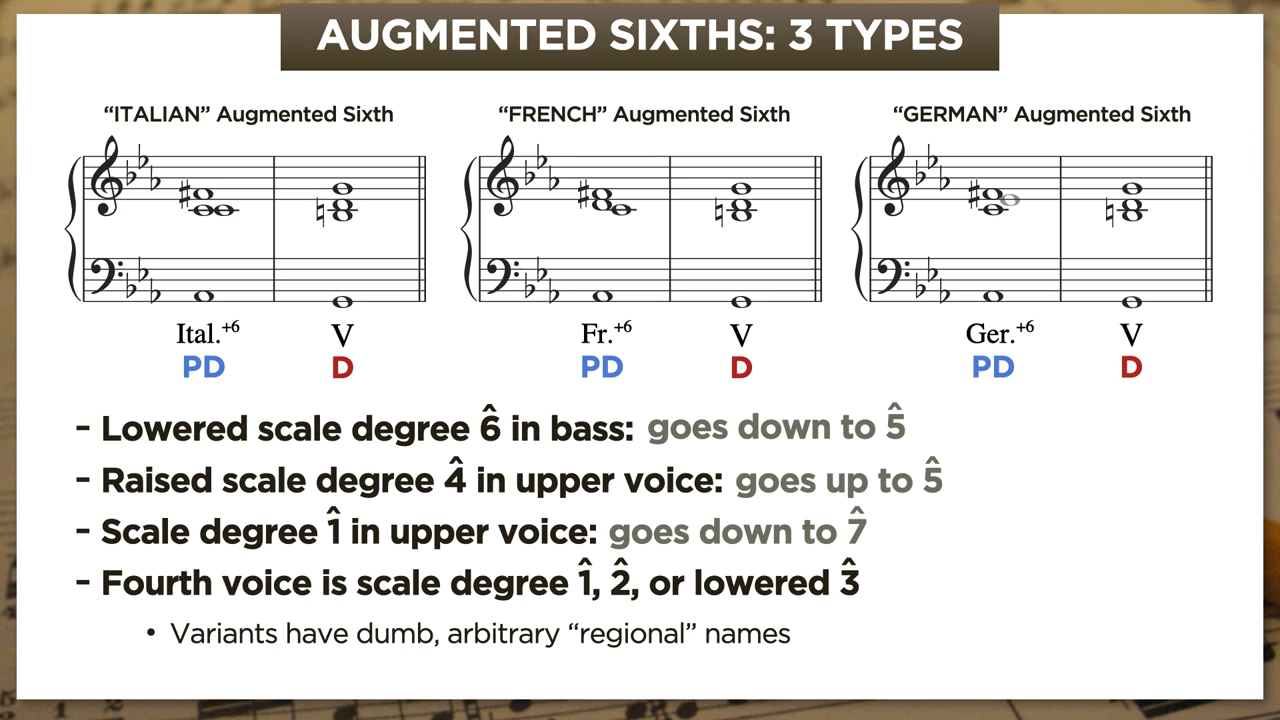 AUGMENTED SIXTHS: 3 TYPES
“ITALIAN” Augmented Sixth
“FRENCH” Augmented Sixth
“GERMAN” Augmented Sixth
Ital.+6 V
Fr.+6 V
Ger.+6 V
PD D
PD D
PD D
- Lowered scale degree 6̂ in bass: goes down to 5̂
- Raised scale degree 4̂ in upper voice: goes up to 5̂
- Scale degree 1̂ in upper voice: goes down to 7̂
- Fourth voice is scale degree 1̂, 2̂, or lowered 3̂
• Variants have dumb, arbitrary “regional” names